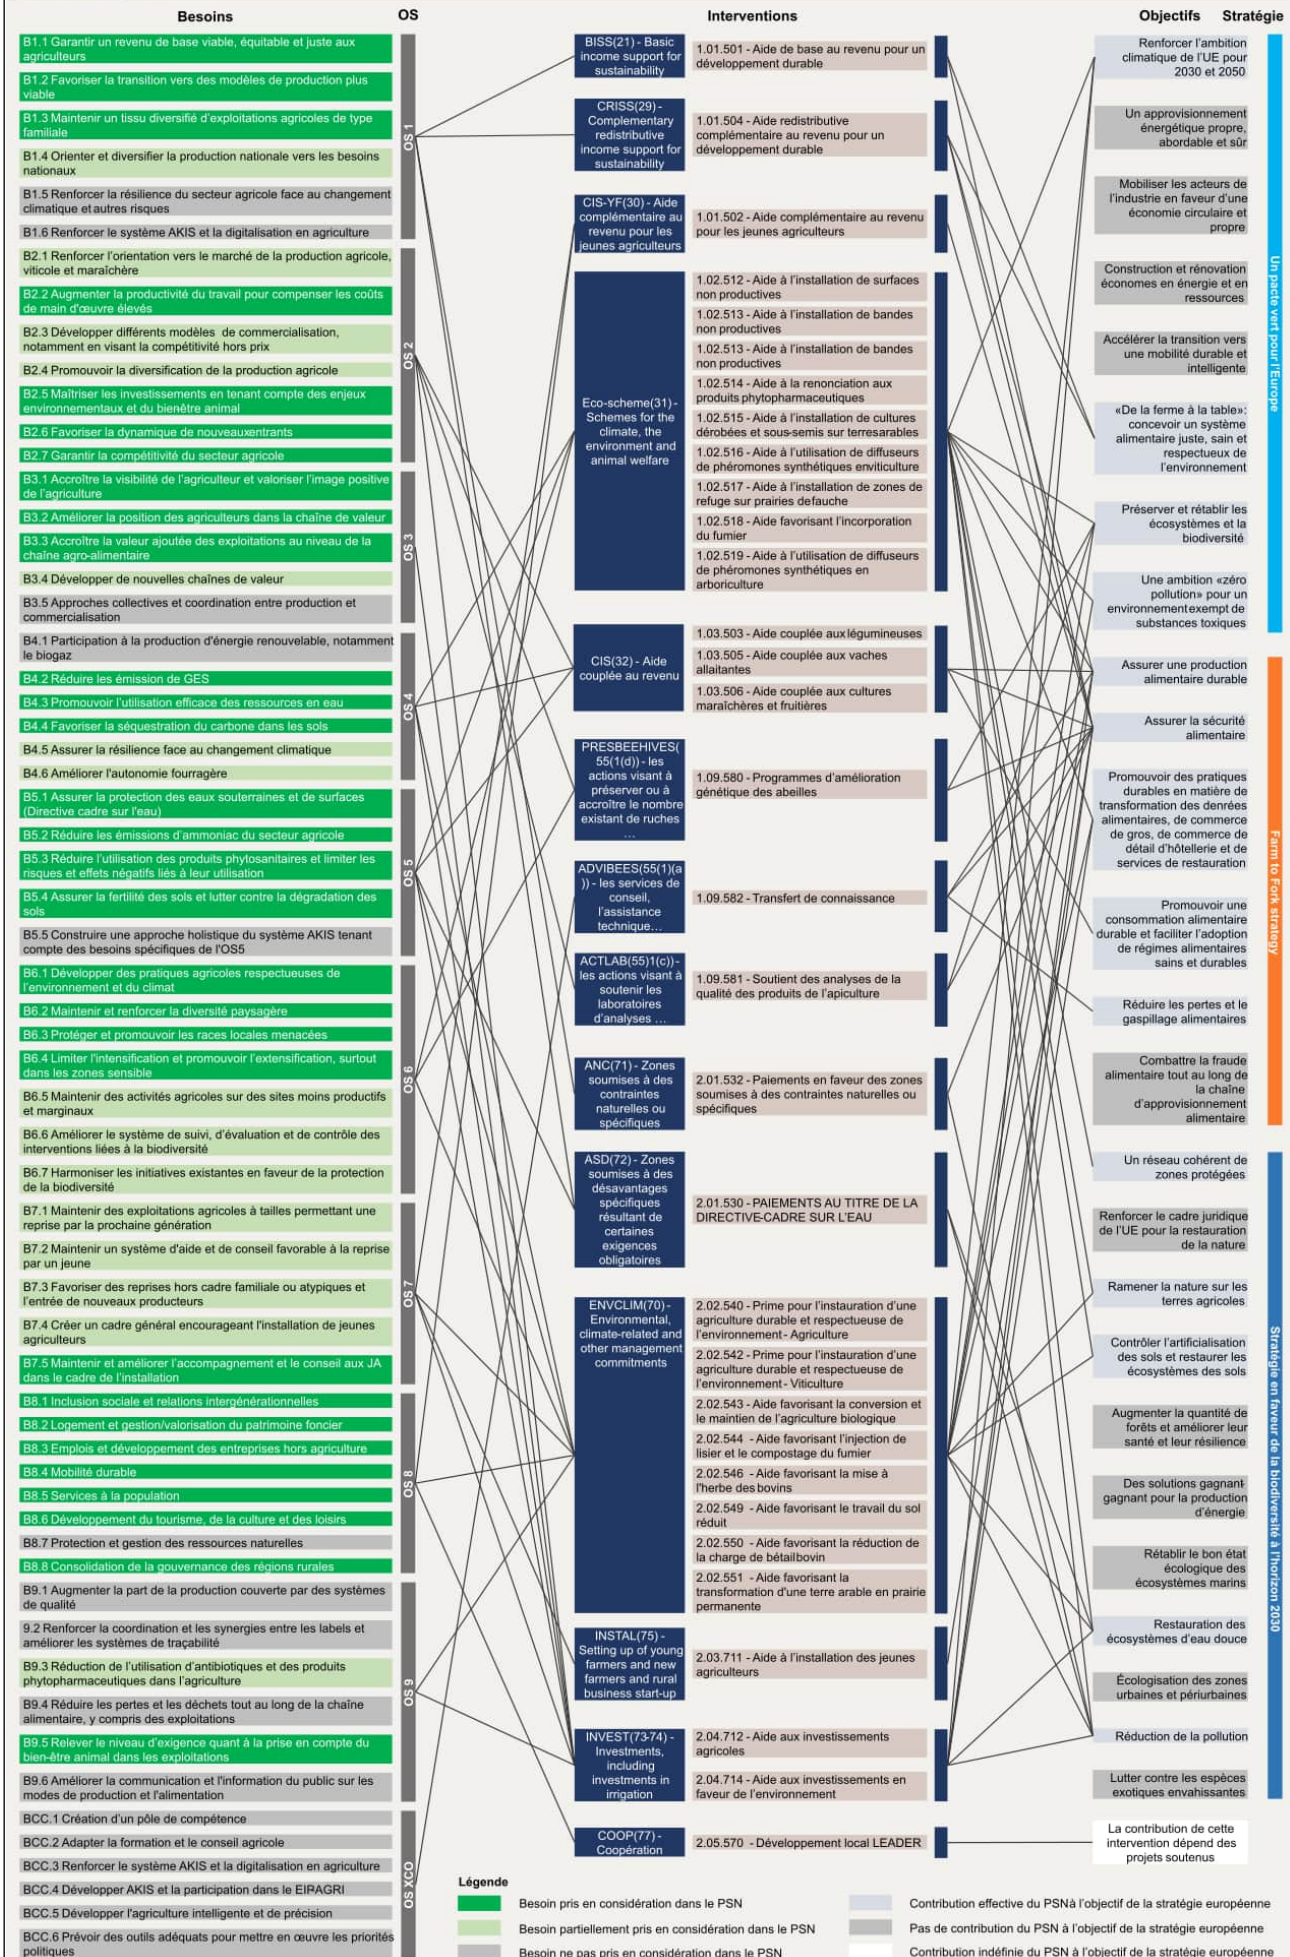 Besoins
OS
Interventions
Objectifs
Stratégie
B1.1 Garantir un revenu de base viable, équitable et juste aux
agriculteurs
B1.2 Favoriser la transition vers des modèles de production plus
viable
B1.3 Maintenir un tissu diversifié d'exploitations agricoles de type
familiale
B1.4 Orienter et diversifier la production nationale vers les besoins
nationaux
B1.5 Renforcer la résilience du secteur agricole face au changement
climatique et autres risques
B1.6 Renforcer le système AKIS et la digitalisation en agriculture
OS 1
B2.1 Renforcer l'orientation vers le marché de la production agricole,
viticole et maraîchère
B2.2 Augmenter la productivité du travail pour compenser les coûts
de main d'œuvre élevés
B2.3 Développer différents modèles de commercialisation,
notamment en visant la compétitivité hors prix
B2.4 Promouvoir la diversification de la production agricole
B2.5 Maîtriser les investissements en tenant compte des enjeux
environnementaux et du bienêtre animal
B2.6 Favoriser la dynamique de nouveauxentrants
B2.7 Garantir la compétitivité du secteur agricole
OS 2
B3.1 Accroître la visibilité de l'agriculteur et valoriser l'image positive
de l'agriculture
B3.2 Améliorer la position des agriculteurs dans la chaîne de valeur
B3.3 Accroître la valeur ajoutée des exploitations au niveau de la
chaîne agro-alimentaire
B3.4 Développer de nouvelles chaînes de valeur
B3.5 Approches collectives et coordination entre production et
commercialisation
OS 3
B4.1 Participation à la production d'énergie renouvelable, notamment
le biogaz
B4.2 Réduire les émission de GES
B4.3 Promouvoir l'utilisation efficace des ressources en eau
B4.4 Favoriser la séquestration du carbone dans les sols
B4.5 Assurer la résilience face au changement climatique
B4.6 Améliorer l'autonomie fourragère
OS 4
B5.1 Assurer la protection des eaux souterraines et de surfaces
(Directive cadre sur l'eau)
B5.2 Réduire les émissions d'ammoniac du secteur agricole
B5.3 Réduire l'utilisation des produits phytosanitaires et limiter les
risques et effets négatifs liés à leur utilisation
B5.4 Assurer la fertilité des sols et lutter contre la dégradation des
sols
B5.5 Construire une approche holistique du système AKIS tenant
compte des besoins spécifiques de l'OS5
OS 5
B6.1 Développer des pratiques agricoles respectueuses de
l'environnement et du climat
B6.2 Maintenir et renforcer la diversité paysagère
B6.3 Protéger et promouvoir les races locales menacées
B6.4 Limiter l'intensification et promouvoir l'extensification, surtout
dans les zones sensible
B6.5 Maintenir des activités agricoles sur des sites moins productifs
et marginaux
B6.6 Améliorer le système de suivi, d'évaluation et de contrôle des
interventions liées à la biodiversité
B6.7 Harmoniser les initiatives existantes en faveur de la protection
de la biodiversité
OS 6
B7.1 Maintenir des exploitations agricoles à tailles permettant une
reprise par la prochaine génération
B7.2 Maintenir un système d'aide et de conseil favorable à la reprise
par un jeune
B7.3 Favoriser des reprises hors cadre familiale ou atypiques et
l'entrée de nouveaux producteurs
B7.4 Créer un cadre général encourageant l'installation de jeunes
agriculteurs
B7.5 Maintenir et améliorer l'accompagnement et le conseil aux JA
dans le cadre de l'installation
OS 7
B8.1 Inclusion sociale et relations intergénérationnelles
B8.2 Logement et gestion/valorisation du patrimoine foncier
B8.3 Emplois et développement des entreprises hors agriculture
B8.4 Mobilité durable
B8.5 Services à la population
B8.6 Développement du tourisme, de la culture et des loisirs
B8.7 Protection et gestion des ressources naturelles
B8.8 Consolidation de la gouvernance des régions rurales
OS 8
B9.1 Augmenter la part de la production couverte par des systèmes
de qualité
9.2 Renforcer la coordination et les synergies entre les labels et
améliorer les systèmes de traçabilité
B9.3 Réduction de l'utilisation d'antibiotiques et des produits
phytopharmaceutiques dans l'agriculture
B9.4 Réduire les pertes et les déchets tout au long de la chaîne
alimentaire, y compris des exploitations
B9.5 Relever le niveau d'exigence quant à la prise en compte du
bien-être animal dans les exploitations
B9.6 Améliorer la communication et l'information du public sur les
modes de production et l'alimentation
OS 9
BCC.1 Création d'un pôle de compétence
BCC.2 Adapter la formation et le conseil agricole
BCC.3 Renforcer le système AKIS et la digitalisation en agriculture
BCC.4 Développer AKIS et la participation dans le EIPAGRI
BCC.5 Développer l'agriculture intelligente et de précision
BCC.6 Prévoir des outils adéquats pour mettre en œuvre les priorités
politiques
OS XCO
BISS(21) - Basic
income support for
sustainability
1.01.501 - Aide de base au revenu pour un
développement durable
CRISS(29) -
Complementary
redistributive
income support for
sustainability
1.01.504 - Aide redistributive
complémentaire au revenu pour un
développement durable
CIS-YF(30) - Aide
complémentaire au
revenu pour les
jeunes agriculteurs
1.01.502 - Aide complémentaire au revenu
pour les jeunes agriculteurs
Eco-scheme(31) -
Schemes for the
climate, the
environment and
animal welfare
1.02.512 - Aide à l'installation de surfaces
non productives
1.02.513 - Aide à l'installation de bandes
non productives
1.02.513 - Aide à l'installation de bandes
non productives
1.02.514 - Aide à la renonciation aux
produits phytopharmaceutiques
1.02.515 - Aide à l'installation de cultures
dérobées et sous-semis sur terresarables
1.02.516 - Aide à l'utilisation de diffuseurs
de phéromones synthétiques enviticulture
1.02.517 - Aide à l'installation de zones de
refuge sur prairies defauche
1.02.518 - Aide favorisant l'incorporation
du fumier
1.02.519 - Aide à l'utilisation de diffuseurs
de phéromones synthétiques en
arboriculture
CIS(32) - Aide
couplée au revenu
1.03.503 - Aide couplée aux légumineuses
1.03.505 - Aide couplée aux vaches
allaitantes
1.03.506 - Aide couplée aux cultures
maraîchères et fruitières
PRESBEEHIVES(
55(1(d)) - les
actions visant à
préserver ou à
accroître le nombre
existant de ruches
…
1.09.580 - Programmes d'amélioration
génétique des abeilles
ADVIBEES(55(1)(a
)) - les services de
conseil,
l'assistance
technique…
1.09.582 - Transfert de connaissance
ACTLAB(55)1(c)) -
les actions visant à
soutenir les
laboratoires
d'analyses …
1.09.581 - Soutient des analyses de la
qualité des produits de l'apiculture
ANC(71) - Zones
soumises à des
contraintes
naturelles ou
spécifiques
2.01.532 - Paiements en faveur des zones
soumises à des contraintes naturelles ou
spécifiques
ASD(72) - Zones
soumises à des
désavantages
spécifiques
résultant de
certaines
exigences
obligatoires
2.01.530 - PAIEMENTS AU TITRE DE LA
DIRECTIVE-CADRE SUR L'EAU
ENVCLIM(70) -
Environmental,
climate-related and
other management
commitments
2.02.540 - Prime pour l'instauration d'une
agriculture durable et respectueuse de
l'environnement - Agriculture
2.02.542 - Prime pour l'instauration d'une
agriculture durable et respectueuse de
l'environnement - Viticulture
2.02.543 - Aide favorisant la conversion et
le maintien de l'agriculture biologique
2.02.544 - Aide favorisant l'injection de
lisier et le compostage du fumier
2.02.546 - Aide favorisant la mise à
l'herbe des bovins
2.02.549 - Aide favorisant le travail du sol
réduit
2.02.550 - Aide favorisant la réduction de
la charge de bétailbovin
2.02.551 - Aide favorisant la
transformation d'une terre arable en prairie
permanente
INSTAL(75) -
Setting up of young
farmers and new
farmers and rural
business start-up
2.03.711 - Aide à l'installation des jeunes
agriculteurs
INVEST(73-74) -
Investments,
including
investments in
irrigation
2.04.712 - Aide aux investissements
agricoles
2.04.714 - Aide aux investissements en
faveur de l'environnement
COOP(77) -
Coopération
2.05.570 - Développement local LEADER
Renforcer l'ambition
climatique de l'UE pour
2030 et 2050
Un approvisionnement
énergétique propre,
abordable et sûr
Mobiliser les acteurs de
l'industrie en faveur d'une
économie circulaire et
propre
Construction et rénovation
économes en énergie et en
ressources
Accélérer la transition vers
une mobilité durable et
intelligente
«De la ferme à la table»:
concevoir un système
alimentaire juste, sain et
respectueux de
l'environnement
Préserver et rétablir les
écosystèmes et la
biodiversité
Une ambition «zéro
pollution» pour un
environnementexempt de
substances toxiques
Un pacte vert pour l'Europe
Assurer une production
alimentaire durable
Assurer la sécurité
alimentaire
Promouvoir des pratiques
durables en matière de
transformation des denrées
alimentaires, de commerce
de gros, de commerce de
détail d'hôtellerie et de
services de restauration
Promouvoir une
consommation alimentaire
durable et faciliter l'adoption
de régimes alimentaires
sains et durables
Réduire les pertes et le
gaspillage alimentaires
Combattre la fraude
alimentaire tout au long de
la chaîne
d'approvisionnement
alimentaire
Farm to Fork strategy
Un réseau cohérent de
zones protégées
Renforcer le cadre juridique
de l'UE pour la restauration
de la nature
Ramener la nature sur les
terres agricoles
Contrôler l'artificialisation
des sols et restaurer les
écosystèmes des sols
Augmenter la quantité de
forêts et améliorer leur
santé et leur résilience
Des solutions gagnant-
gagnant pour la production
d'énergie
Rétablir le bon état
écologique des
écosystèmes marins
Restauration des
écosystèmes d'eau douce
Écologisation des zones
urbaines et périurbaines
Réduction de la pollution
Lutter contre les espèces
exotiques envahissantes
Stratégie en faveur de la biodiversité à l'horizon 2030
La contribution de cette
intervention dépend des
projets soutenus
Légende
Besoin pris en considération dans le PSN
Besoin partiellement pris en considération dans le PSN
Besoin ne pas pris en considération dans le PSN
Contribution effective du PSNà l'objectif de la stratégie européenne
Pas de contribution du PSN à l'objectif de la stratégie européenne
Contribution indéfinie du PSN à l'objectif de la stratégie européenne